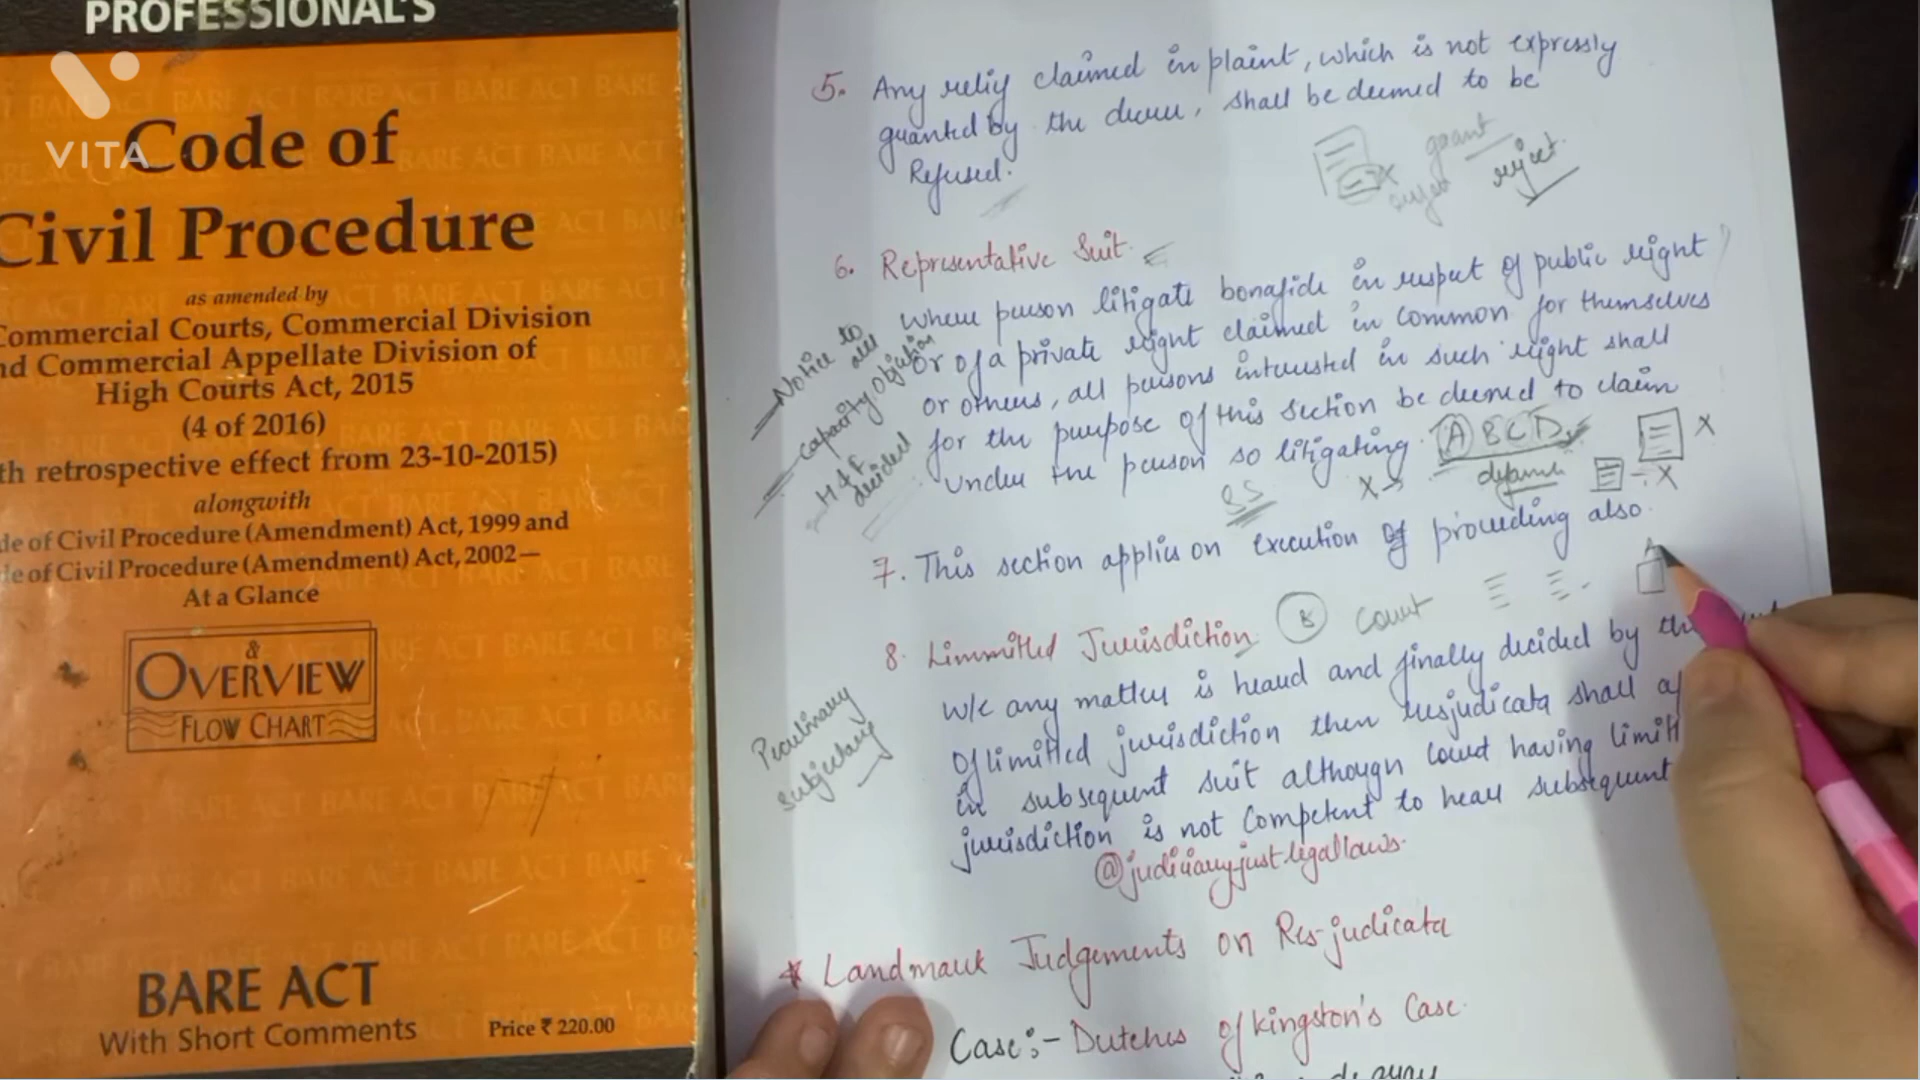 PROFESSIONAL'S
VITA
Code of
Civil Procedure
as amended by
Commercial Courts, Commercial Division
nd Commercial Appellate Division of
High Courts Act, 2015
(4 of 2016)
th retrospective effect from 23-10-2015)
alongwith
de of Civil Procedure (Amendment) Act, 1999 and
de of Civil Procedure (Amendment) Act, 2002—
At a Glance
&
OVERVIEW
FLOW CHART
BARE ACT
With Short Comments
Price ₹ 220.00
5. Any relief claimed in plaint, which is not expressly
granted by the decree, shall be deemed to be
Refused.
grant
reject
6. Representative Suit
Where person litigate bonafide in respect of public right
or of a private right claimed in common for themselves
or others, all persons interested in such right shall
for the purpose of this section be deemed to claim
under the person so litigating.
A B C D
X
X
X
RS
Notice to
all
capacity objection
H & F
decided
7. This section applies on execution of proceeding also.
8. Limmitted Jurisdiction
B
Court
w/e any matter is heard and finally decided by the
of limitted jurisdiction then resjudicata shall a
in subsequent suit although court having limit
jurisdiction is not competent to hear subsequent
Pecuniary
subject
@judiciary.just.legallaws.
* Landmark Judgements on Res-judicata
Case:- Dutches of kingston's Case.